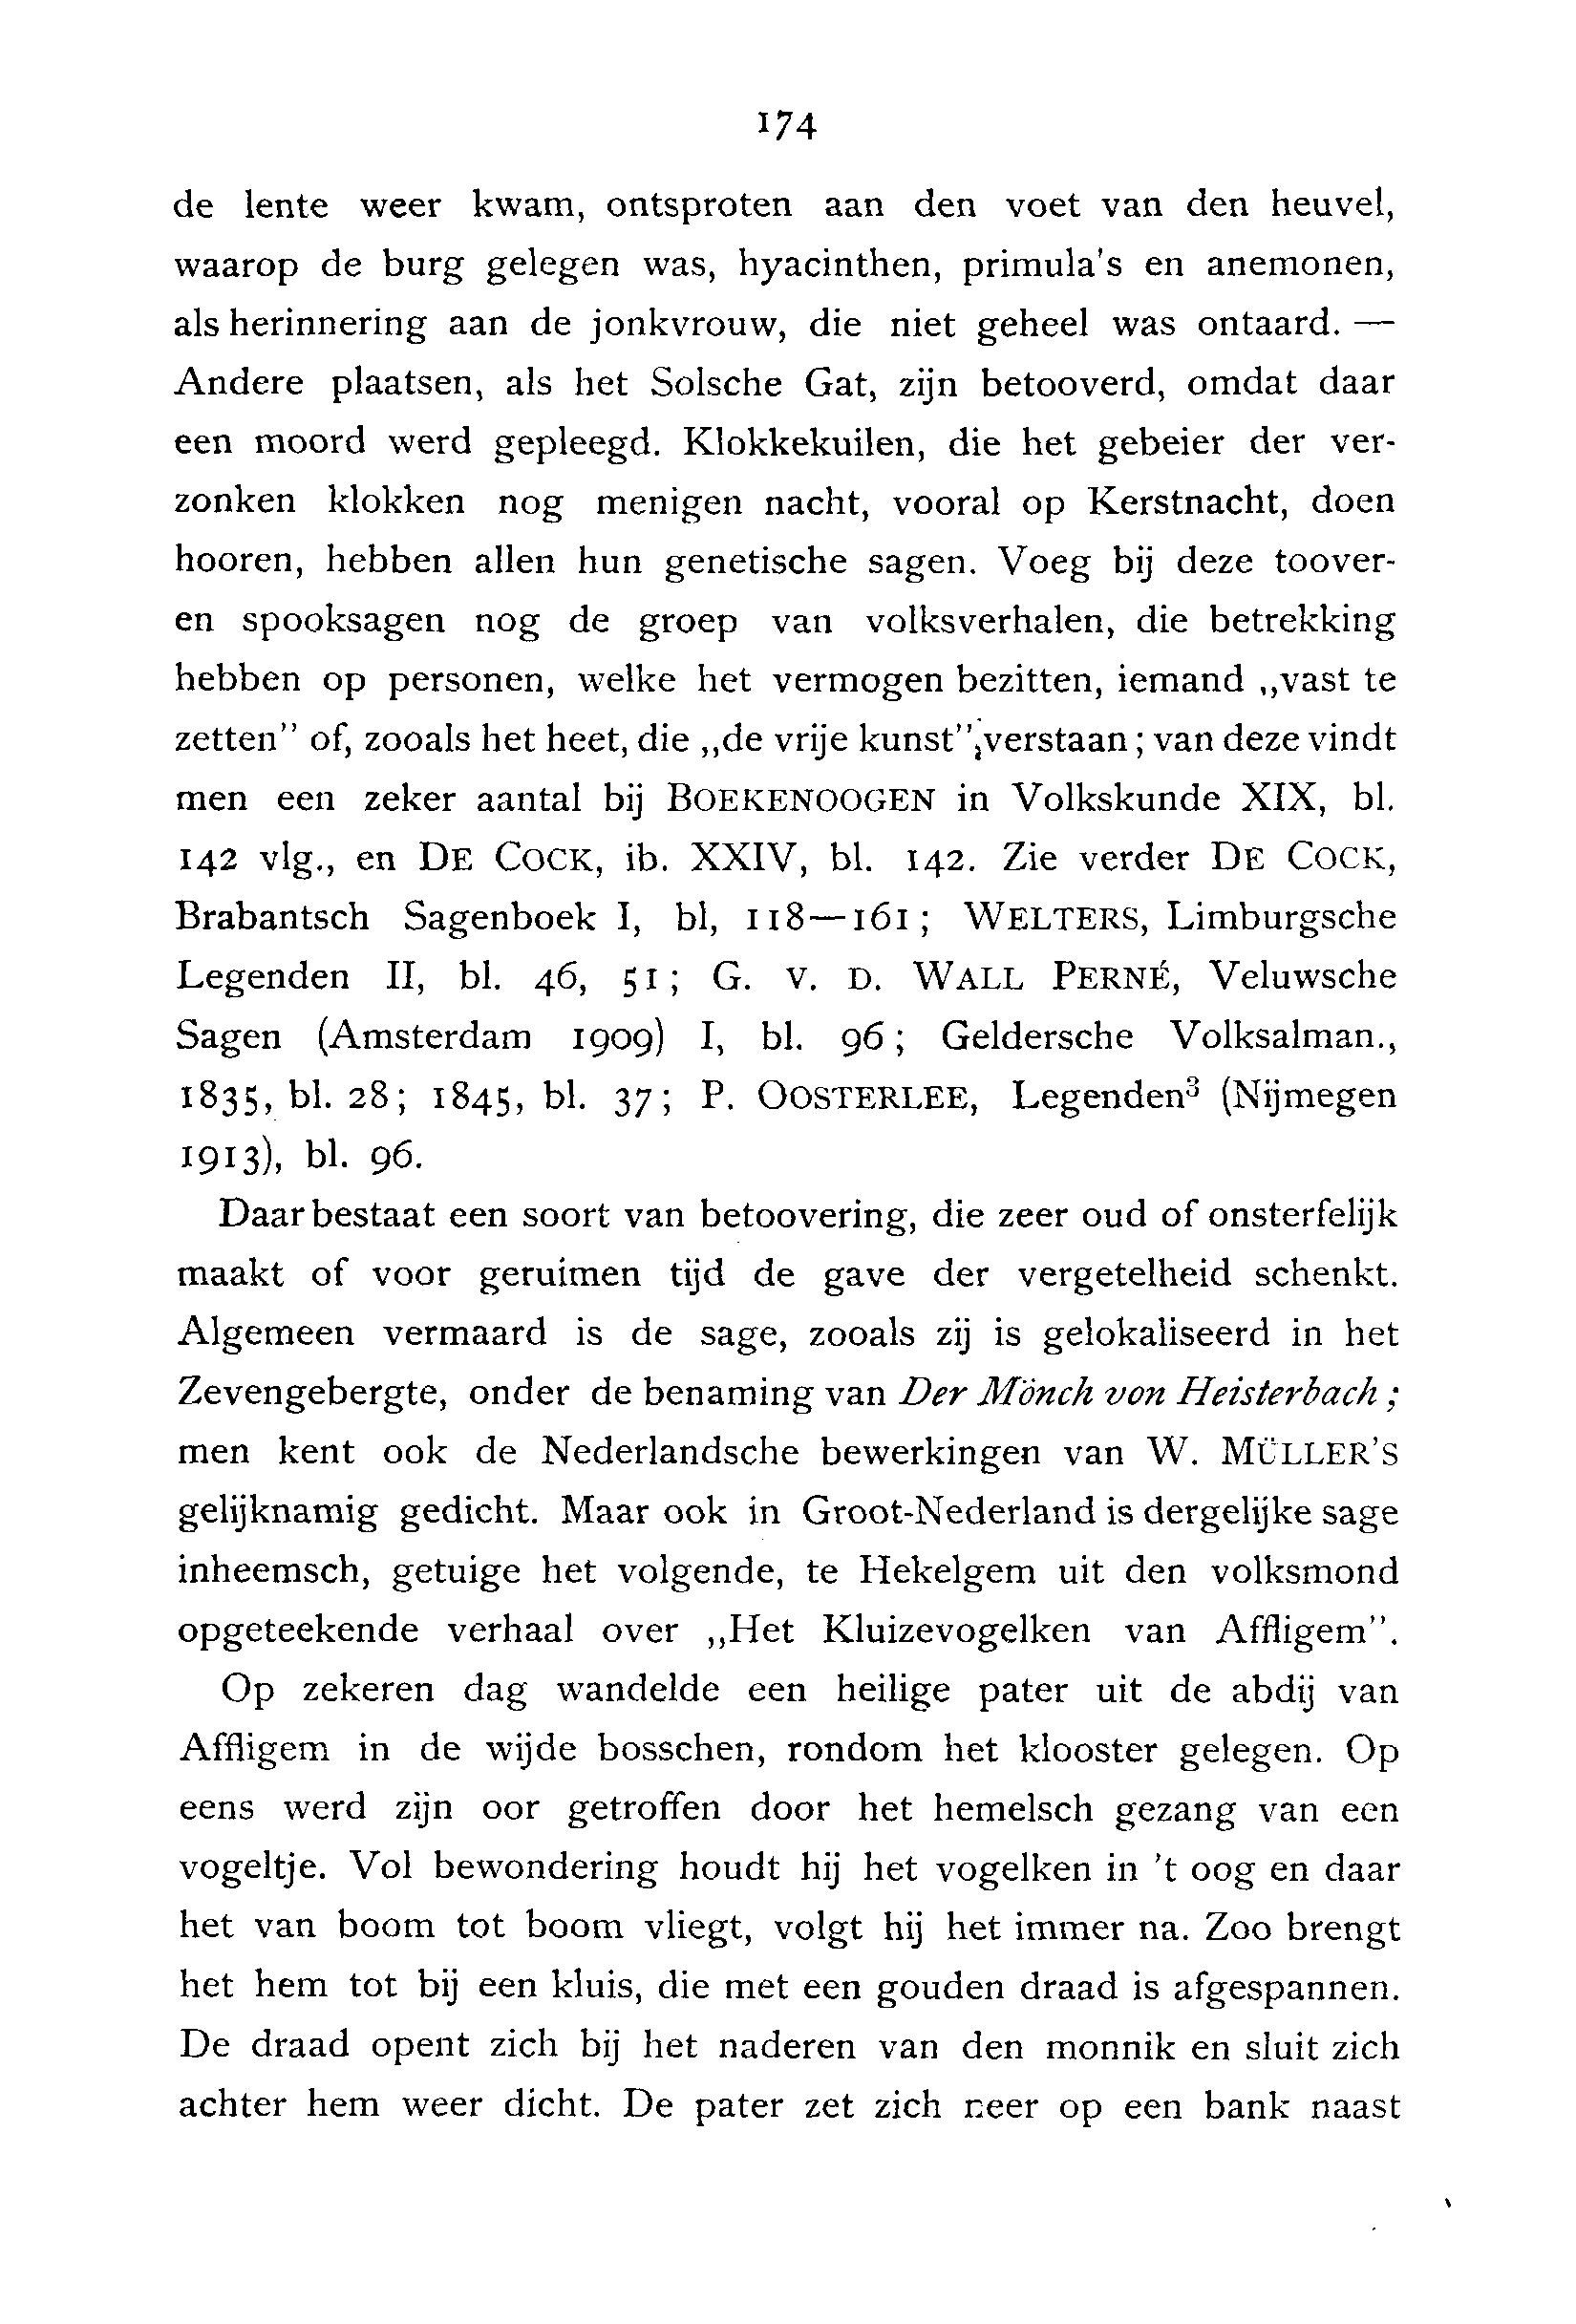 174
de lente weer kwam, ontsproten aan den voet van den heuvel,
waarop de burg gelegen was, hyacinthen, primula's en anemonen,
als herinnering aan de jonkvrouw, die niet geheel was ontaard. —
Andere plaatsen, als het Solsche Gat, zijn betooverd, omdat daar
een moord werd gepleegd. Klokkekuilen, die het gebeier der ver-
zonken klokken nog menigen nacht, vooral op Kerstnacht, doen
hooren, hebben allen hun genetische sagen. Voeg bij deze toover-
en spooksagen nog de groep van volksverhalen, die betrekking
hebben op personen, welke het vermogen bezitten, iemand „vast te
zetten” of, zooals het heet, die „de vrije kunst” verstaan; van deze vindt
men een zeker aantal bij BOEKENOOGEN in Volkskunde XIX, bl.
142 vlg., en DE COCK, ib. XXIV, bl. 142. Zie verder DE COCK,
Brabantsch Sagenboek I, bl, 118—161; WELTERS, Limburgsche
Legenden II, bl. 46, 51; G. V. D. WALL PERNÉ, Veluwsche
Sagen (Amsterdam 1909) I, bl. 96; Geldersche Volksalman.,
1835, bl. 28; 1845, bl. 37; P. OOSTERLEE, Legenden³ (Nijmegen
1913), bl. 96.
Daar bestaat een soort van betoovering, die zeer oud of onsterfelijk
maakt of voor geruimen tijd de gave der vergetelheid schenkt.
Algemeen vermaard is de sage, zooals zij is gelokaliseerd in het
Zevengebergte, onder de benaming van Der Mönch von Heisterbach;
men kent ook de Nederlandsche bewerkingen van W. MÜLLER'S
gelijknamig gedicht. Maar ook in Groot-Nederland is dergelijke sage
inheemsch, getuige het volgende, te Hekelgem uit den volksmond
opgeteekende verhaal over „Het Kluizevogelken van Affligem”.
Op zekeren dag wandelde een heilige pater uit de abdij van
Affligem in de wijde bosschen, rondom het klooster gelegen. Op
eens werd zijn oor getroffen door het hemelsch gezang van een
vogeltje. Vol bewondering houdt hij het vogelken in 't oog en daar
het van boom tot boom vliegt, volgt hij het immer na. Zoo brengt
het hem tot bij een kluis, die met een gouden draad is afgespannen.
De draad opent zich bij het naderen van den monnik en sluit zich
achter hem weer dicht. De pater zet zich neer op een bank naast